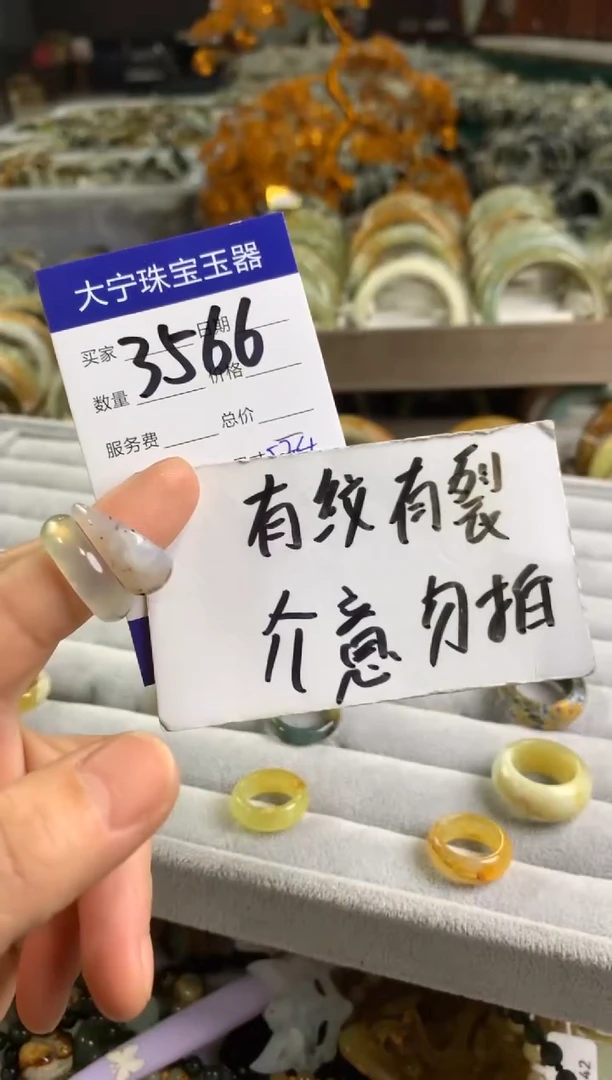 大宁珠宝玉器
买家 3566 日期
数量 价格
服务费 总价
有纹有裂
介意勿拍
42